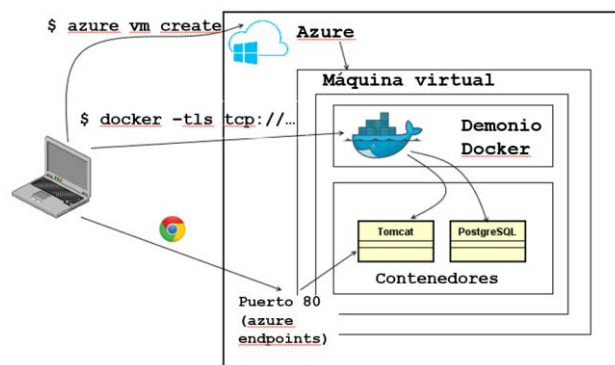 $ azure vm create
Azure
Máquina virtual
$ docker -tls tcp://…
Demonio
Docker
Tomcat
PostgreSQL
Contenedores
Puerto 80
(azure
endpoints)